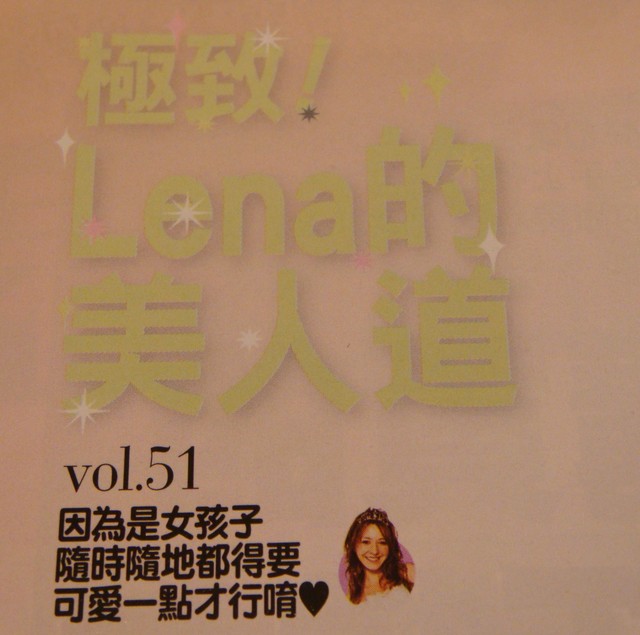 極致!
Lena的
美人道
vol.51
因為是女孩子
隨時隨地都得要
可愛一點才行唷♥